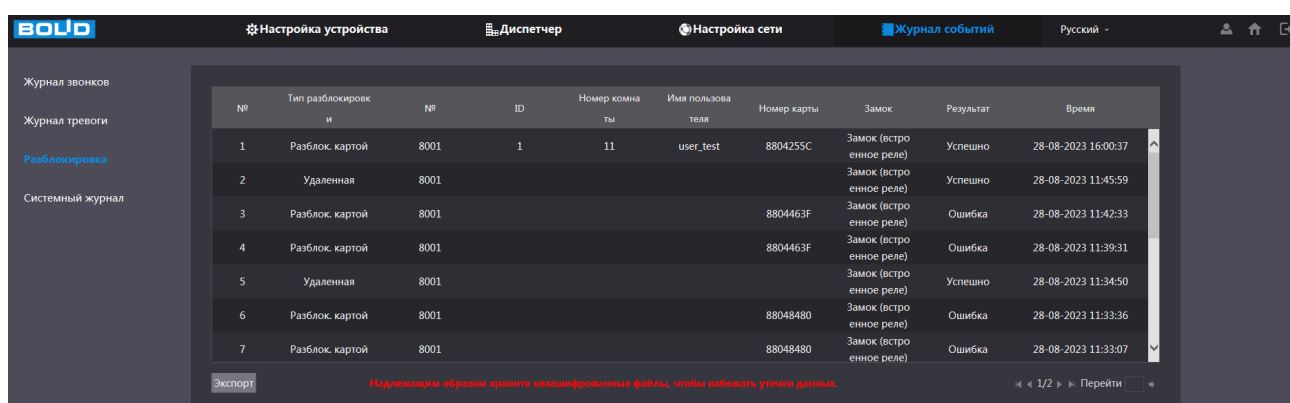 BOLID Настройка устройства Диспетчер Настройка сети Журнал событий Русский
Журнал звонков
Журнал тревоги
Разблокировка
Системный журнал
№ Тип разблокировк № ID Номер комна Имя пользова Номер карты Замок Результат Время
и ты теля
1 Разблок. картой 8001 1 11 user_test 8804255C Замок (встро Успешно 28-08-2023 16:00:37
енное реле)
2 Удаленная 8001 Замок (встро Успешно 28-08-2023 11:45:59
енное реле)
3 Разблок. картой 8001 8804463F Замок (встро Ошибка 28-08-2023 11:42:33
енное реле)
4 Разблок. картой 8001 8804463F Замок (встро Ошибка 28-08-2023 11:39:31
енное реле)
5 Удаленная 8001 Замок (встро Успешно 28-08-2023 11:34:50
енное реле)
6 Разблок. картой 8001 88048480 Замок (встро Ошибка 28-08-2023 11:33:36
енное реле)
7 Разблок. картой 8001 88048480 Замок (встро Ошибка 28-08-2023 11:33:07
енное реле)
Экспорт Надлежащим образом храните незашифрованные файлы, чтобы избежать утечки данных. 1/2 Перейти